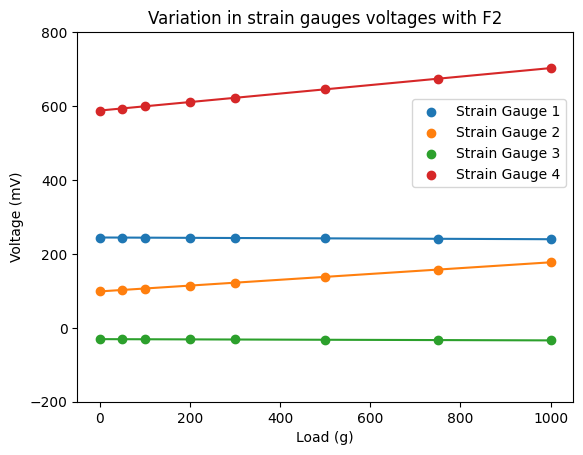 Variation in strain gauges voltages with F2
800
600
400
200
0
−200
Voltage (mV)
Strain Gauge 1
Strain Gauge 2
Strain Gauge 3
Strain Gauge 4
0 200 400 600 800 1000
Load (g)